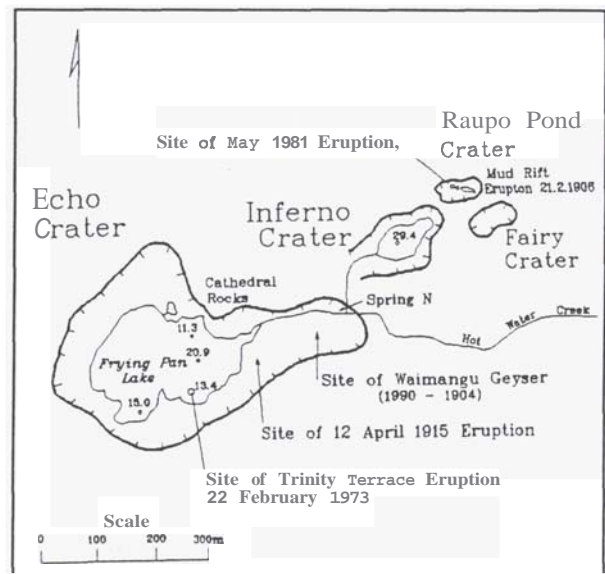 Raupo Pond
Crater
Site of May 1981 Eruption,
Mud Rift
Erupton 21.2.1906
Echo
Crater
Inferno
Crater
29.4
Fairy
Crater
Cathedral
Rocks
Spring N
Hot Water Creek
11.3
Frying Pan
Lake
20.9
13.4
15.0
Site of Waimangu Geyser
(1990 - 1904)
Site of 12 April 1915 Eruption
Site of Trinity Terrace Eruption
22 February 1973
Scale
0 100 200 300m